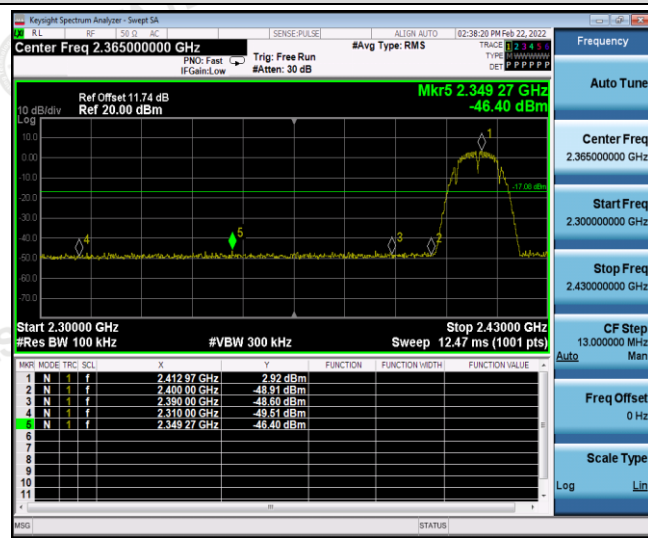 Keysight Spectrum Analyzer - Swept SA
RL RF 50 Ω AC SENSE:PULSE ALIGN AUTO 02:38:20 PM Feb 22, 2022
Center Freq 2.365000000 GHz
PNO: Fast
IFGain:Low
Trig: Free Run
#Atten: 30 dB
#Avg Type: RMS
TRACE 1 2 3 4 5 6
TYPE M W W W W W
DET P P P P P P
Frequency
Auto Tune
Center Freq
2.365000000 GHz
Start Freq
2.300000000 GHz
Stop Freq
2.430000000 GHz
CF Step
13.000000 MHz
Auto Man
Freq Offset
0 Hz
Scale Type
Log Lin
Mkr5 2.349 27 GHz
-46.40 dBm
Ref Offset 11.74 dB
Ref 20.00 dBm
10 dB/div
Log
10.0
0.00
-10.0
-20.0
-30.0
-40.0
-50.0
-60.0
-70.0
-17.08 dBm
1
2
3
4
5
Start 2.30000 GHz Stop 2.43000 GHz
#Res BW 100 kHz #VBW 300 kHz Sweep 12.47 ms (1001 pts)
MKR MODE TRC SCL X Y FUNCTION FUNCTION WIDTH FUNCTION VALUE
1 N 1 f 2.412 97 GHz 2.92 dBm
2 N 1 f 2.400 00 GHz -48.91 dBm
3 N 1 f 2.390 00 GHz -48.60 dBm
4 N 1 f 2.310 00 GHz -49.51 dBm
5 N 1 f 2.349 27 GHz -46.40 dBm
6
7
8
9
10
11
MSG STATUS